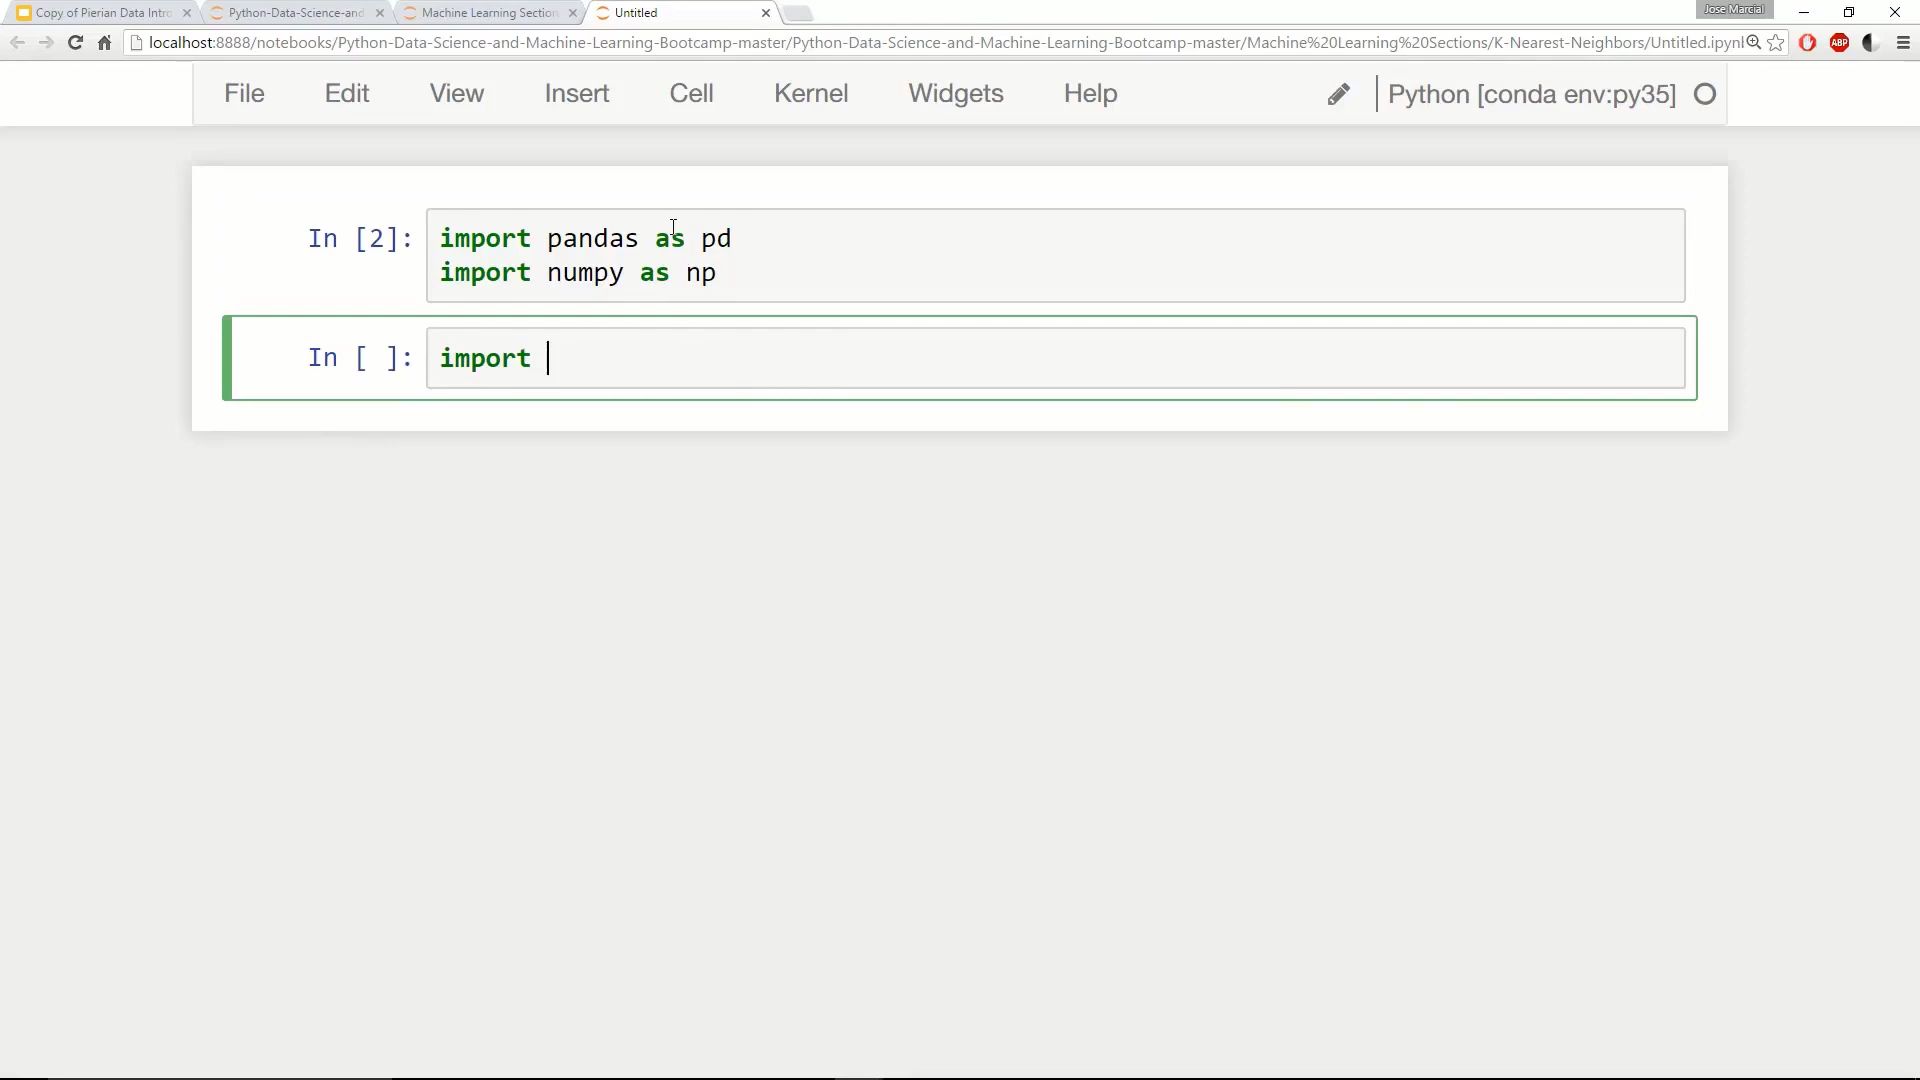 Copy of Pierian Data Intro
Python-Data-Science-and
Machine Learning Section
Untitled
Jose Marcial
localhost:8888/notebooks/Python-Data-Science-and-Machine-Learning-Bootcamp-master/Python-Data-Science-and-Machine-Learning-Bootcamp-master/Machine%20Learning%20Sections/K-Nearest-Neighbors/Untitled.ipynb
ABP
File Edit View Insert Cell Kernel Widgets Help
Python [conda env:py35]
In [2]: import pandas as pd
import numpy as np
In [ ]: import